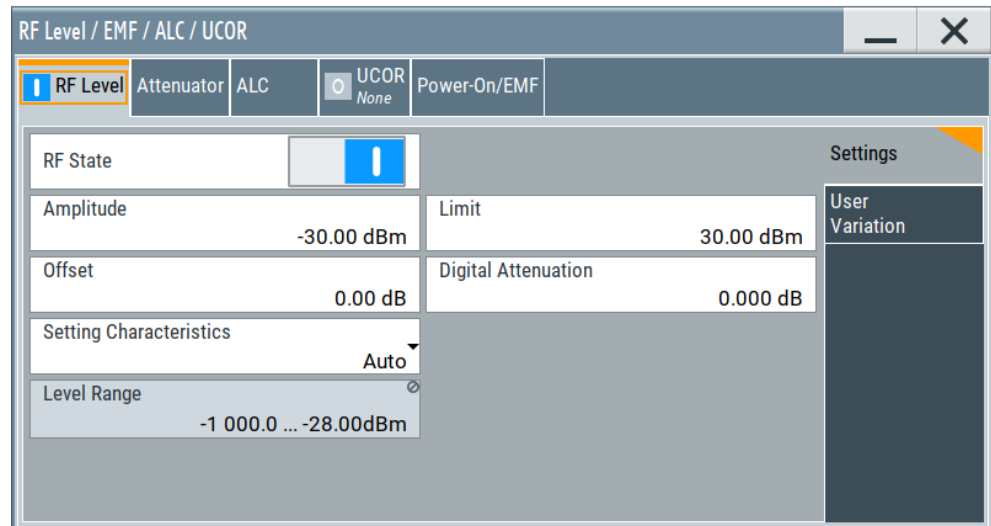 RF Level / EMF / ALC / UCOR
RF Level
Attenuator
ALC
UCOR
None
Power-On/EMF
RF State
Settings
User
Variation
Amplitude
-30.00 dBm
Limit
30.00 dBm
Offset
0.00 dB
Digital Attenuation
0.000 dB
Setting Characteristics
Auto
Level Range
-1 000.0 ... -28.00dBm